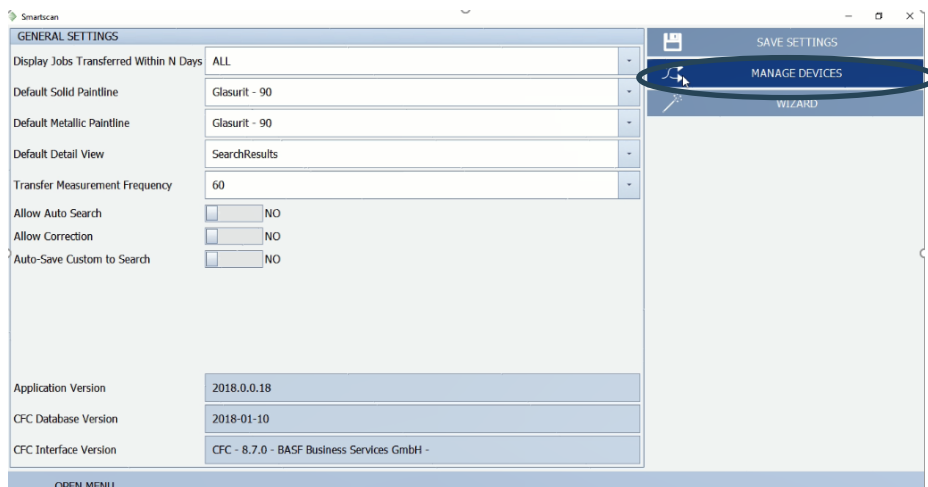 Smartscan
GENERAL SETTINGS
Display Jobs Transferred Within N Days ALL
Default Solid Paintline Glasurit - 90
Default Metallic Paintline Glasurit - 90
Default Detail View SearchResults
Transfer Measurement Frequency 60
Allow Auto Search NO
Allow Correction NO
Auto-Save Custom to Search NO
Application Version 2018.0.0.18
CFC Database Version 2018-01-10
CFC Interface Version CFC - 8.7.0 - BASF Business Services GmbH -
SAVE SETTINGS
MANAGE DEVICES
WIZARD
OPEN MENU